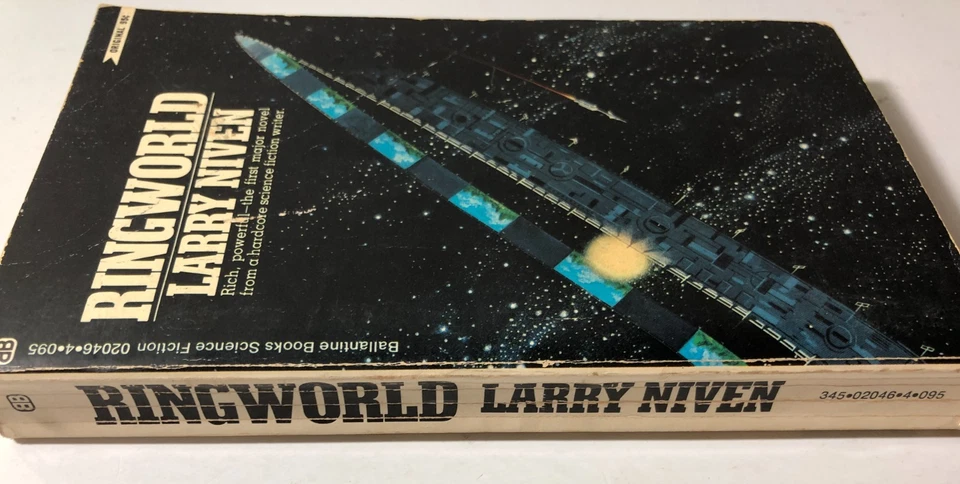 ORIGINAL 95c
RINGWORLD
LARRY NIVEN
Rich, powerful—the first major novel
from a hardcore science fiction writer.
Ballantine Books Science Fiction 02046•4•095
BB
BB
RINGWORLD LARRY NIVEN 345•02046•4•095